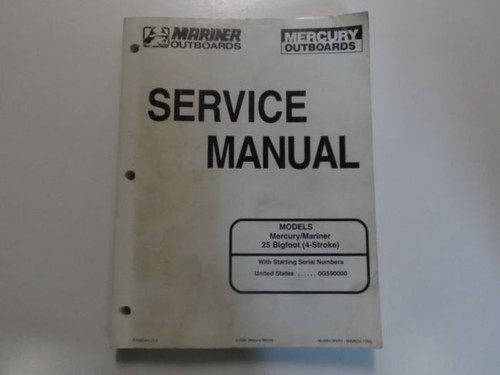 MARINER
OUTBOARDS
MERCURY
OUTBOARDS
SERVICE
MANUAL
MODELS
Mercury/Mariner
25 Bigfoot (4-Stroke)
With Starting Serial Numbers
United States ...... 0G590000